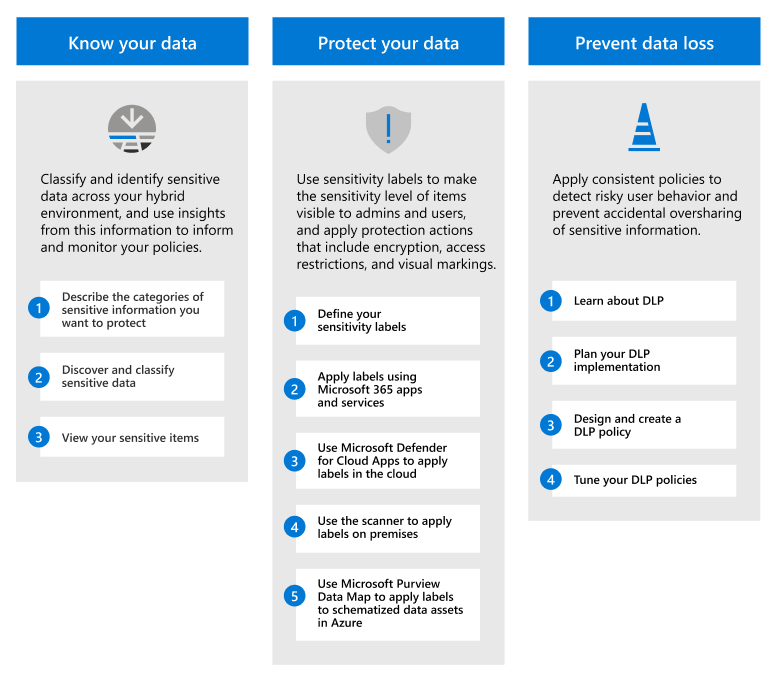 Know your data
Classify and identify sensitive
data across your hybrid
environment, and use insights
from this information to inform
and monitor your policies.
1
Describe the categories of
sensitive information you
want to protect
2
Discover and classify
sensitive data
3
View your sensitive items
Protect your data
Use sensitivity labels to make
the sensitivity level of items
visible to admins and users,
and apply protection actions
that include encryption, access
restrictions, and visual markings.
1
Define your
sensitivity labels
2
Apply labels using
Microsoft 365 apps
and services
3
Use Microsoft Defender
for Cloud Apps to apply
labels in the cloud
4
Use the scanner to apply
labels on premises
5
Use Microsoft Purview
Data Map to apply labels
to schematized data assets
in Azure
Prevent data loss
Apply consistent policies to
detect risky user behavior and
prevent accidental oversharing
of sensitive information.
1
Learn about DLP
2
Plan your DLP
implementation
3
Design and create a
DLP policy
4
Tune your DLP policies